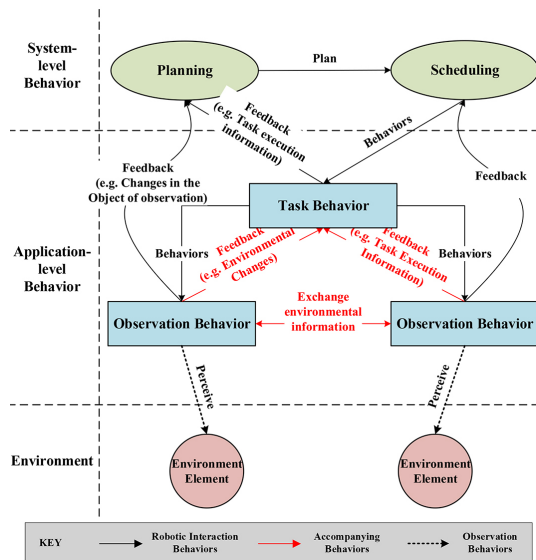 System-
level
Behavior
Planning
Plan
Scheduling
Feedback
(e.g. Task execution
information)
Behaviors
Feedback
(e.g. Changes in the
Object of observation)
Feedback
Task Behavior
Application-
level
Behavior
Behaviors
Feedback
(e.g. Environmental
Changes)
Feedback
(e.g. Task Execution
Information)
Behaviors
Observation Behavior
Exchange
environmental
information
Observation Behavior
Perceive
Perceive
Environment
Environment
Element
Environment
Element
KEY
Robotic Interaction
Behaviors
Accompanying
Behaviors
Observation
Behaviors